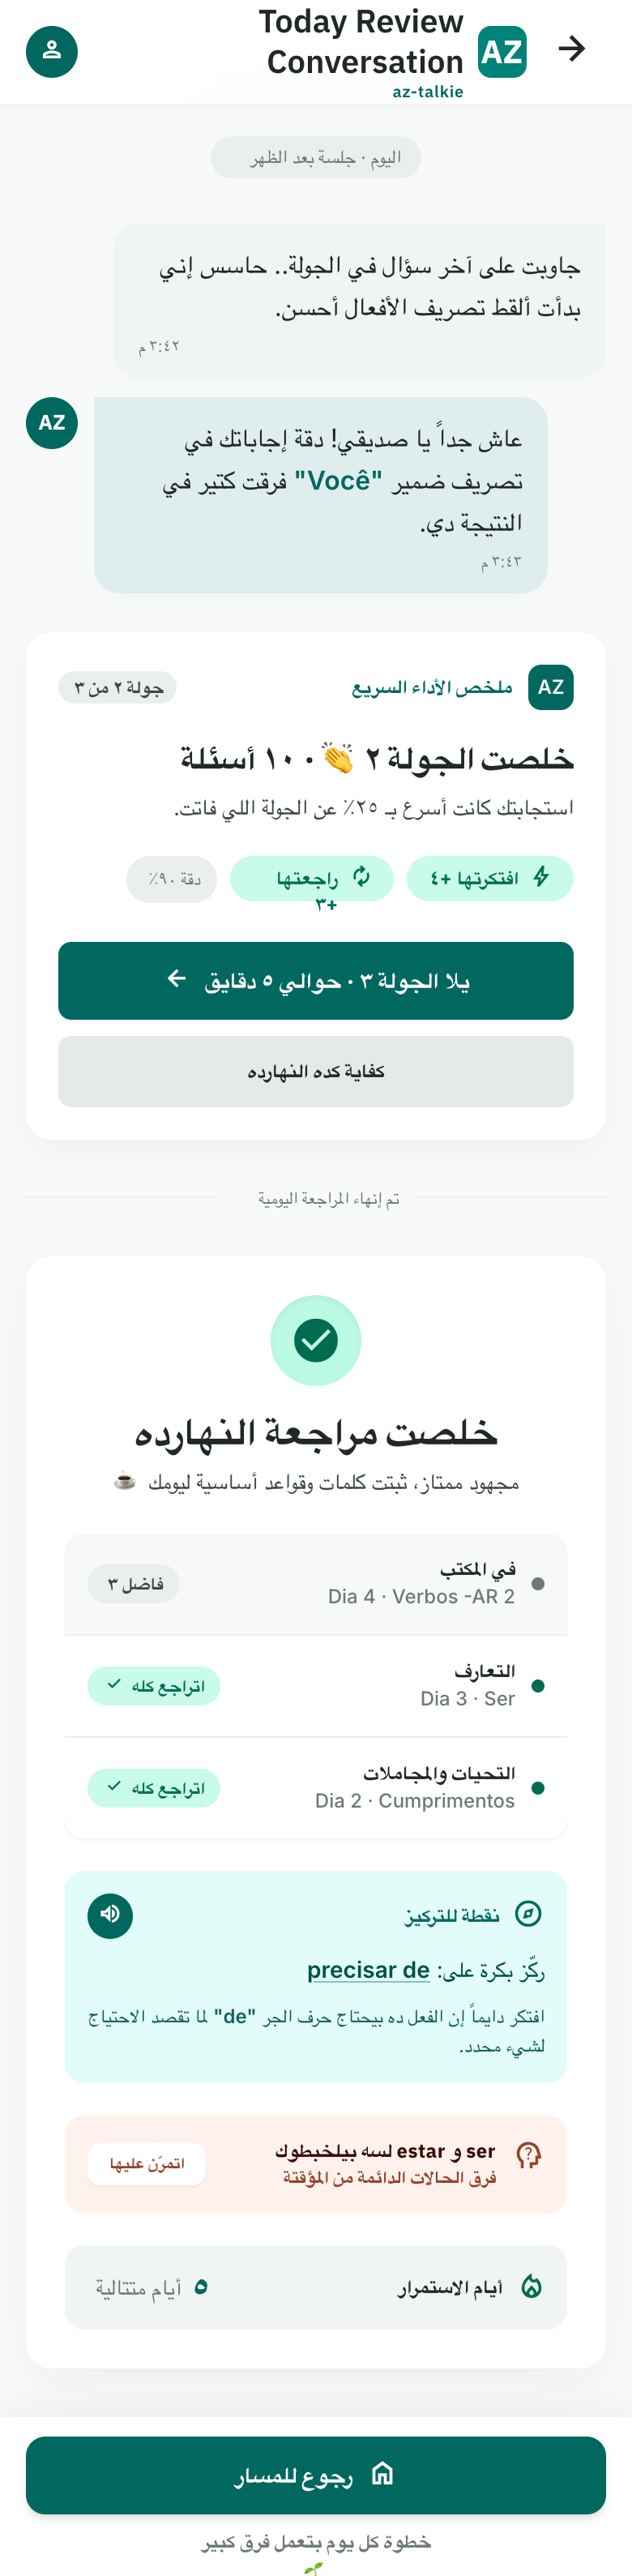 Today Review
Conversation
az-talkie
AZ
اليوم · جلسة بعد الظهر
جاوبت على آخر سؤال في الجولة.. حاسس إني
بدأت ألقط تصريف الأفعال أحسن.
٣:٤٢ م
AZ
عاش جداً يا صديقي! دقة إجاباتك في
تصريف ضمير "Você" فرقت كتير في
النتيجة دي.
٣:٤٣ م
AZ
ملخص الأداء السريع
جولة ٢ من ٣
خلصت الجولة ٢ 👏 · ١٠ أسئلة
استجابتك كانت أسرع بـ ٢٥٪ عن الجولة اللي فاتت.
افتكرتها +٤
راجعتها
+٣
دقة ٩٠٪
يلا الجولة ٣ · حوالي ٥ دقايق
كفاية كده النهارده
تم إنهاء المراجعة اليومية
خلصت مراجعة النهارده
مجهود ممتاز، ثبتت كلمات وقواعد أساسية ليومك ☕
في المكتب
Dia 4 · Verbos -AR 2
فاضل ٣
التعارف
Dia 3 · Ser
اتراجع كله
التحيات والمجاملات
Dia 2 · Cumprimentos
اتراجع كله
نقطة للتركيز
ركّز بكرة على: precisar de
افتكر دايماً إن الفعل ده بيحتاج حرف الجر "de" لما تقصد الاحتياج
لشيء محدد.
ser و estar لسه بيلخبطوك
فرق الحالات الدائمة من المؤقتة
اتمرّن عليها
أيام الاستمرار
٥ أيام متتالية
رجوع للمسار
خطوة كل يوم بتعمل فرق كبير
🌱